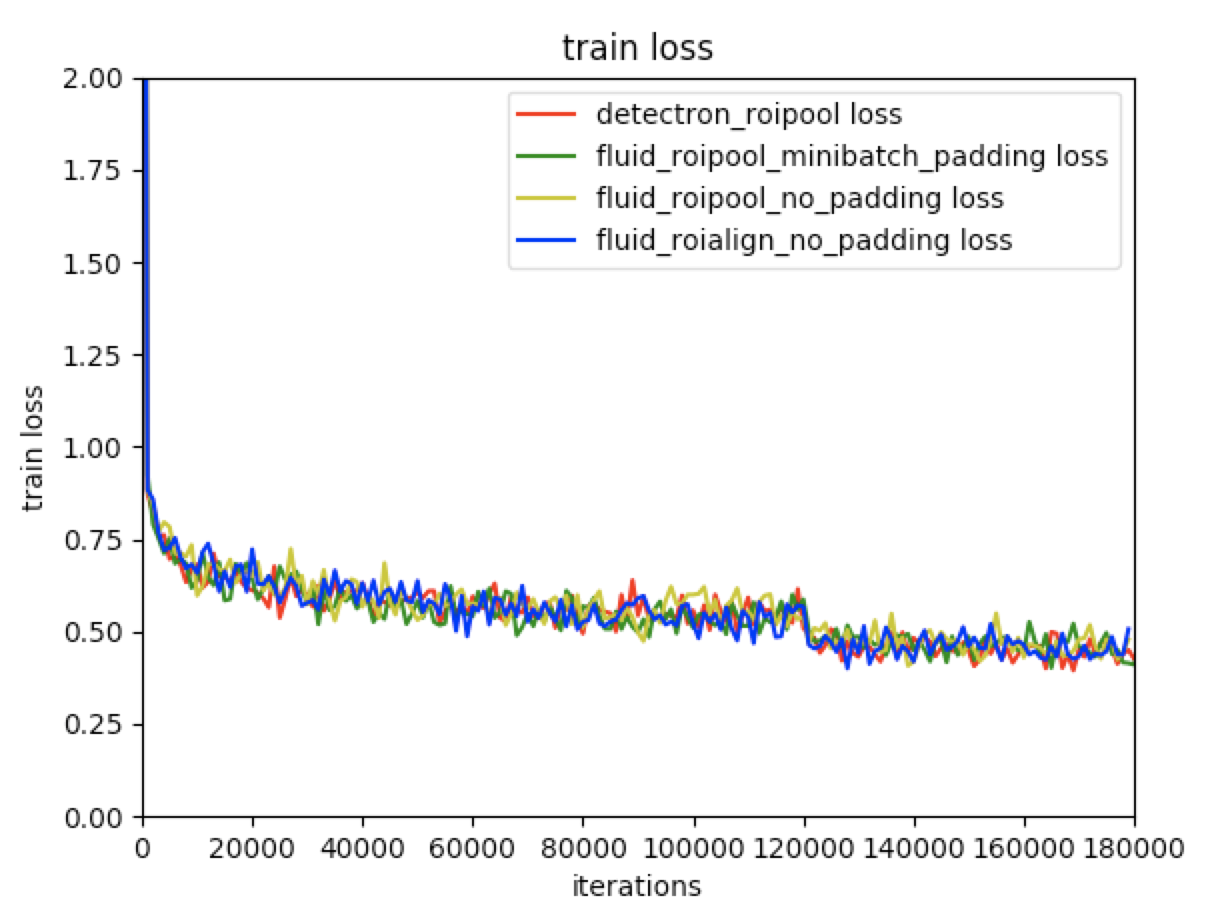 train loss
2.00
1.75
1.50
1.25
1.00
0.75
0.50
0.25
0.00
train loss
detectron_roipool loss
fluid_roipool_minibatch_padding loss
fluid_roipool_no_padding loss
fluid_roialign_no_padding loss
0 20000 40000 60000 80000 100000 120000 140000 160000 180000
iterations